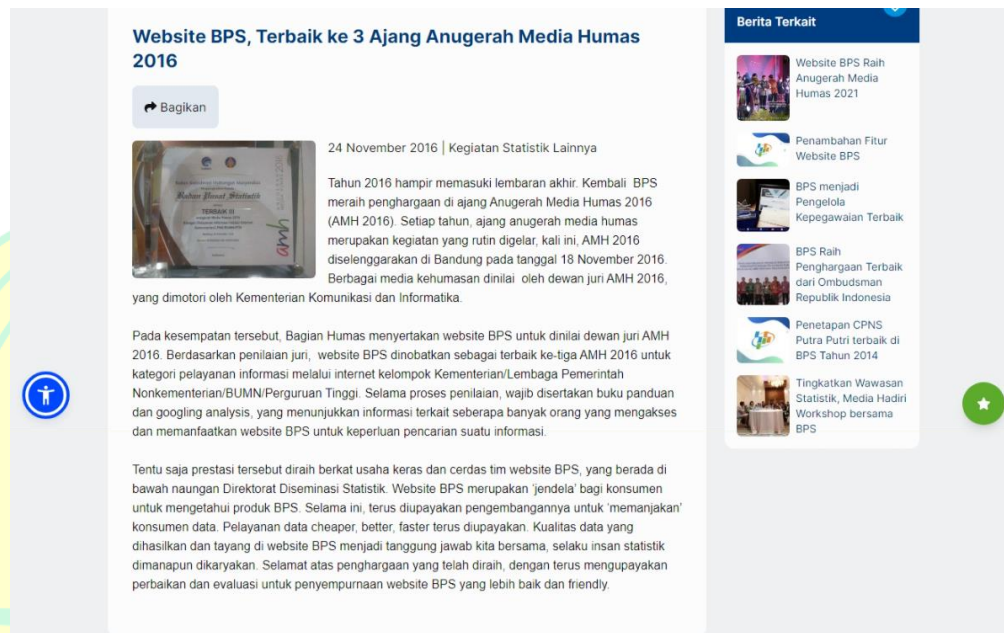 Website BPS, Terbaik ke 3 Ajang Anugerah Media Humas
2016
Bagikan
24 November 2016 | Kegiatan Statistik Lainnya
Badan Pusat Statistik
TERBAIK III
amh
Tahun 2016 hampir memasuki lembaran akhir. Kembali BPS
meraih penghargaan di ajang Anugerah Media Humas 2016
(AMH 2016). Setiap tahun, ajang anugerah media humas
merupakan kegiatan yang rutin digelar, kali ini, AMH 2016
diselenggarakan di Bandung pada tanggal 18 November 2016.
Berbagai media kehumasan dinilai oleh dewan juri AMH 2016,
yang dimotori oleh Kementerian Komunikasi dan Informatika.
Pada kesempatan tersebut, Bagian Humas menyertakan website BPS untuk dinilai dewan juri AMH
2016. Berdasarkan penilaian juri, website BPS dinobatkan sebagai terbaik ke-tiga AMH 2016 untuk
kategori pelayanan informasi melalui internet kelompok Kementerian/Lembaga Pemerintah
Nonkementerian/BUMN/Perguruan Tinggi. Selama proses penilaian, wajib disertakan buku panduan
dan googling analysis, yang menunjukkan informasi terkait seberapa banyak orang yang mengakses
dan memanfaatkan website BPS untuk keperluan pencarian suatu informasi.
Tentu saja prestasi tersebut diraih berkat usaha keras dan cerdas tim website BPS, yang berada di
bawah naungan Direktorat Diseminasi Statistik. Website BPS merupakan ‘jendela’ bagi konsumen
untuk mengetahui produk BPS. Selama ini, terus diupayakan pengembangannya untuk ‘memanjakan’
konsumen data. Pelayanan data cheaper, better, faster terus diupayakan. Kualitas data yang
dihasilkan dan tayang di website BPS menjadi tanggung jawab kita bersama, selaku insan statistik
dimanapun dikaryakan. Selamat atas penghargaan yang telah diraih, dengan terus mengupayakan
perbaikan dan evaluasi untuk penyempurnaan website BPS yang lebih baik dan friendly.
Berita Terkait
Website BPS Raih
Anugerah Media
Humas 2021
Penambahan Fitur
Website BPS
BPS menjadi
Pengelola
Kepegawaian Terbaik
BPS Raih
Penghargaan Terbaik
dari Ombudsman
Republik Indonesia
Penetapan CPNS
Putra Putri terbaik di
BPS Tahun 2014
Tingkatkan Wawasan
Statistik, Media Hadiri
Workshop bersama
BPS